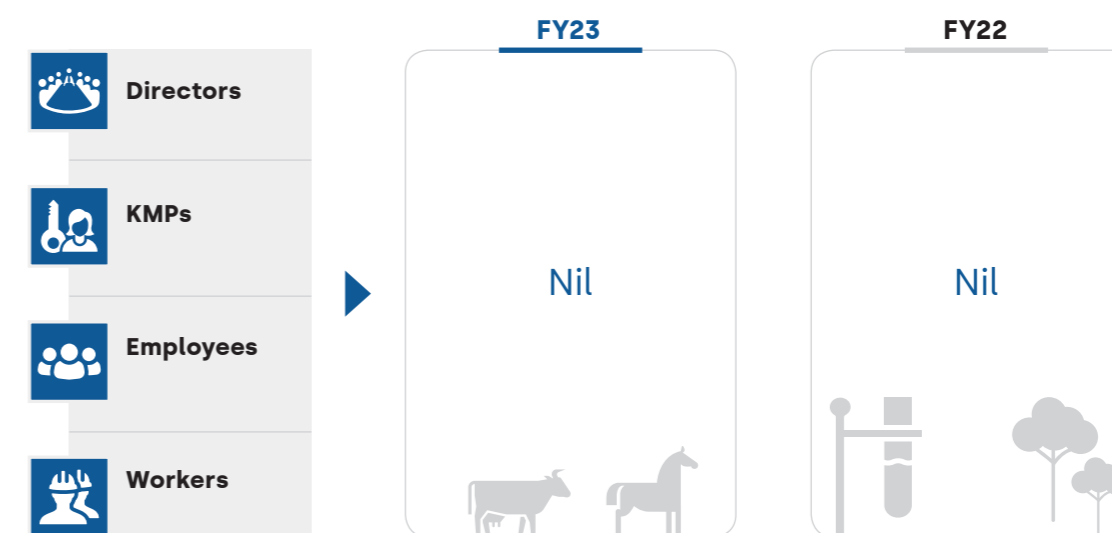 FY23
FY22
Directors
KMPs
Employees
Workers
Nil
Nil